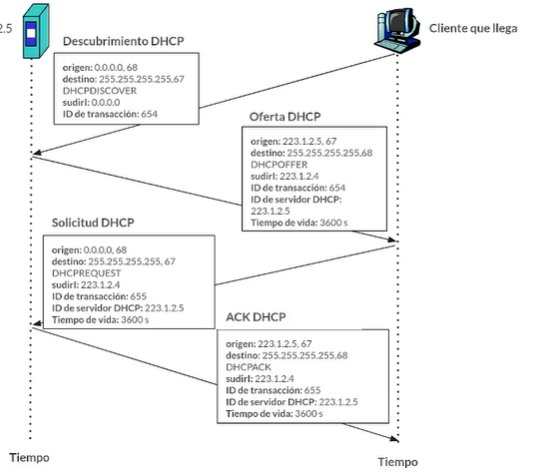 2.5
Cliente que llega
Descubrimiento DHCP
origen: 0.0.0.0, 68
destino: 255.255.255.255,67
DHCPDISCOVER
sudirI: 0.0.0.0
ID de transacción: 654
Oferta DHCP
origen: 223.1.2.5, 67
destino: 255.255.255.255,68
DHCPOFFER
sudirI: 223.1.2.4
ID de transacción: 654
ID de servidor DHCP:
223.1.2.5
Tiempo de vida: 3600 s
Solicitud DHCP
origen: 0.0.0.0, 68
destino: 255.255.255.255, 67
DHCPREQUEST
sudirI: 223.1.2.4
ID de transacción: 655
ID de servidor DHCP: 223.1.2.5
Tiempo de vida: 3600 s
ACK DHCP
origen: 223.1.2.5, 67
destino: 255.255.255.255,68
DHCPACK
sudirI: 223.1.2.4
ID de transacción: 655
ID de servidor DHCP: 223.1.2.5
Tiempo de vida: 3600 s
Tiempo
Tiempo